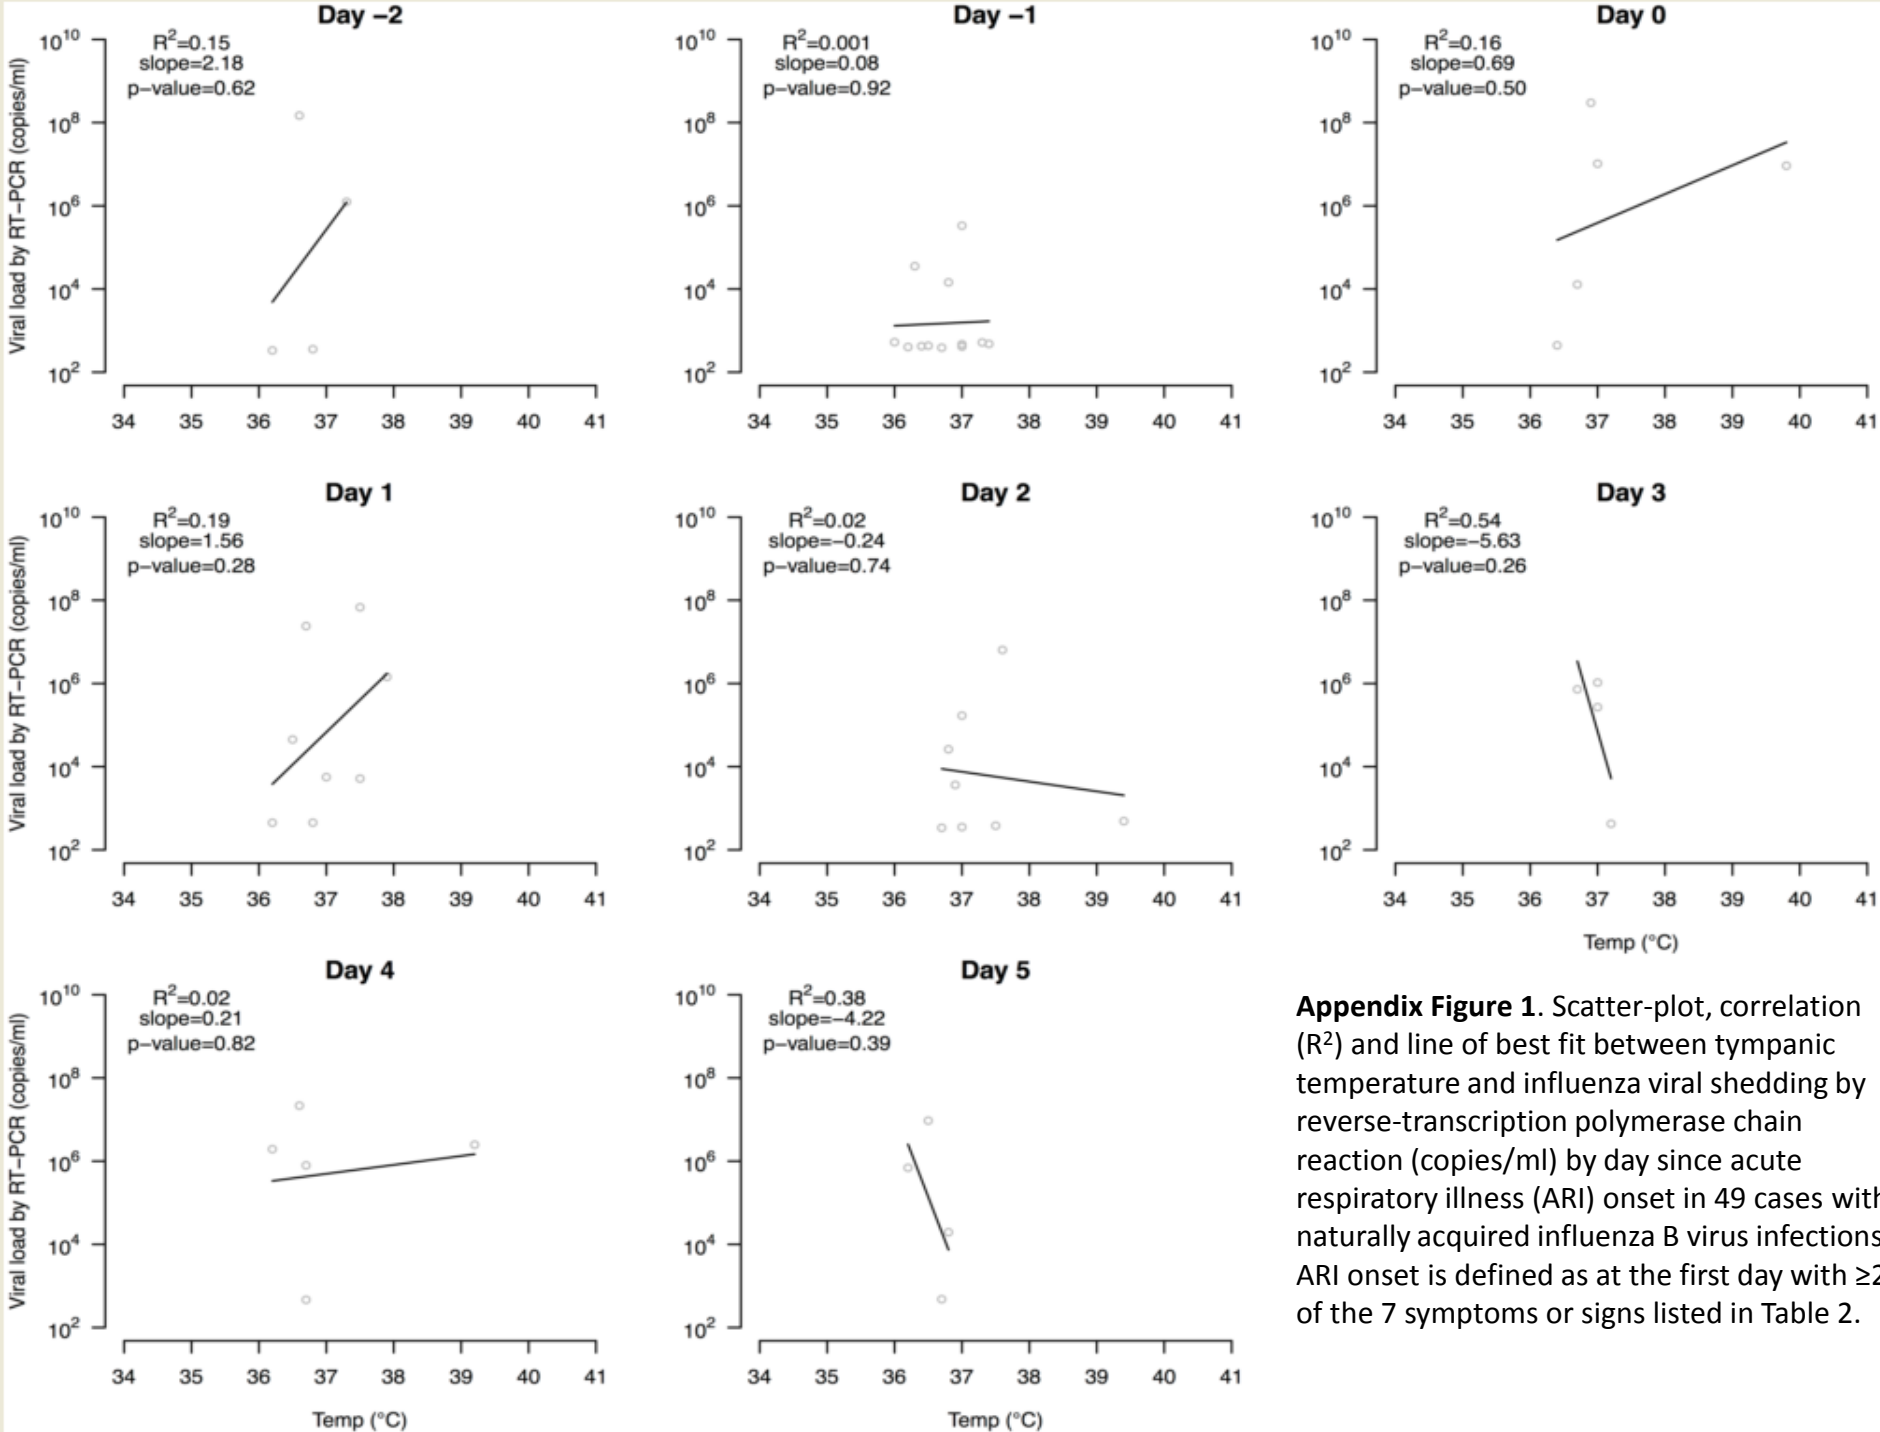 Day −2
R²=0.15
slope=2.18
p−value=0.62
Viral load by RT−PCR (copies/ml)
10¹⁰
10⁸
10⁶
10⁴
10²
34 35 36 37 38 39 40 41
Day −1
R²=0.001
slope=0.08
p−value=0.92
10¹⁰
10⁸
10⁶
10⁴
10²
34 35 36 37 38 39 40 41
Day 0
R²=0.16
slope=0.69
p−value=0.50
10¹⁰
10⁸
10⁶
10⁴
10²
34 35 36 37 38 39 40 41
Day 1
R²=0.19
slope=1.56
p−value=0.28
Viral load by RT−PCR (copies/ml)
10¹⁰
10⁸
10⁶
10⁴
10²
34 35 36 37 38 39 40 41
Day 2
R²=0.02
slope=−0.24
p−value=0.74
10¹⁰
10⁸
10⁶
10⁴
10²
34 35 36 37 38 39 40 41
Day 3
R²=0.54
slope=−5.63
p−value=0.26
10¹⁰
10⁸
10⁶
10⁴
10²
34 35 36 37 38 39 40 41
Temp (°C)
Day 4
R²=0.02
slope=0.21
p−value=0.82
Viral load by RT−PCR (copies/ml)
10¹⁰
10⁸
10⁶
10⁴
10²
34 35 36 37 38 39 40 41
Temp (°C)
Day 5
R²=0.38
slope=−4.22
p−value=0.39
10¹⁰
10⁸
10⁶
10⁴
10²
34 35 36 37 38 39 40 41
Temp (°C)
Appendix Figure 1. Scatter-plot, correlation
(R²) and line of best fit between tympanic
temperature and influenza viral shedding by
reverse-transcription polymerase chain
reaction (copies/ml) by day since acute
respiratory illness (ARI) onset in 49 cases with
naturally acquired influenza B virus infections
ARI onset is defined as at the first day with ≥2
of the 7 symptoms or signs listed in Table 2.